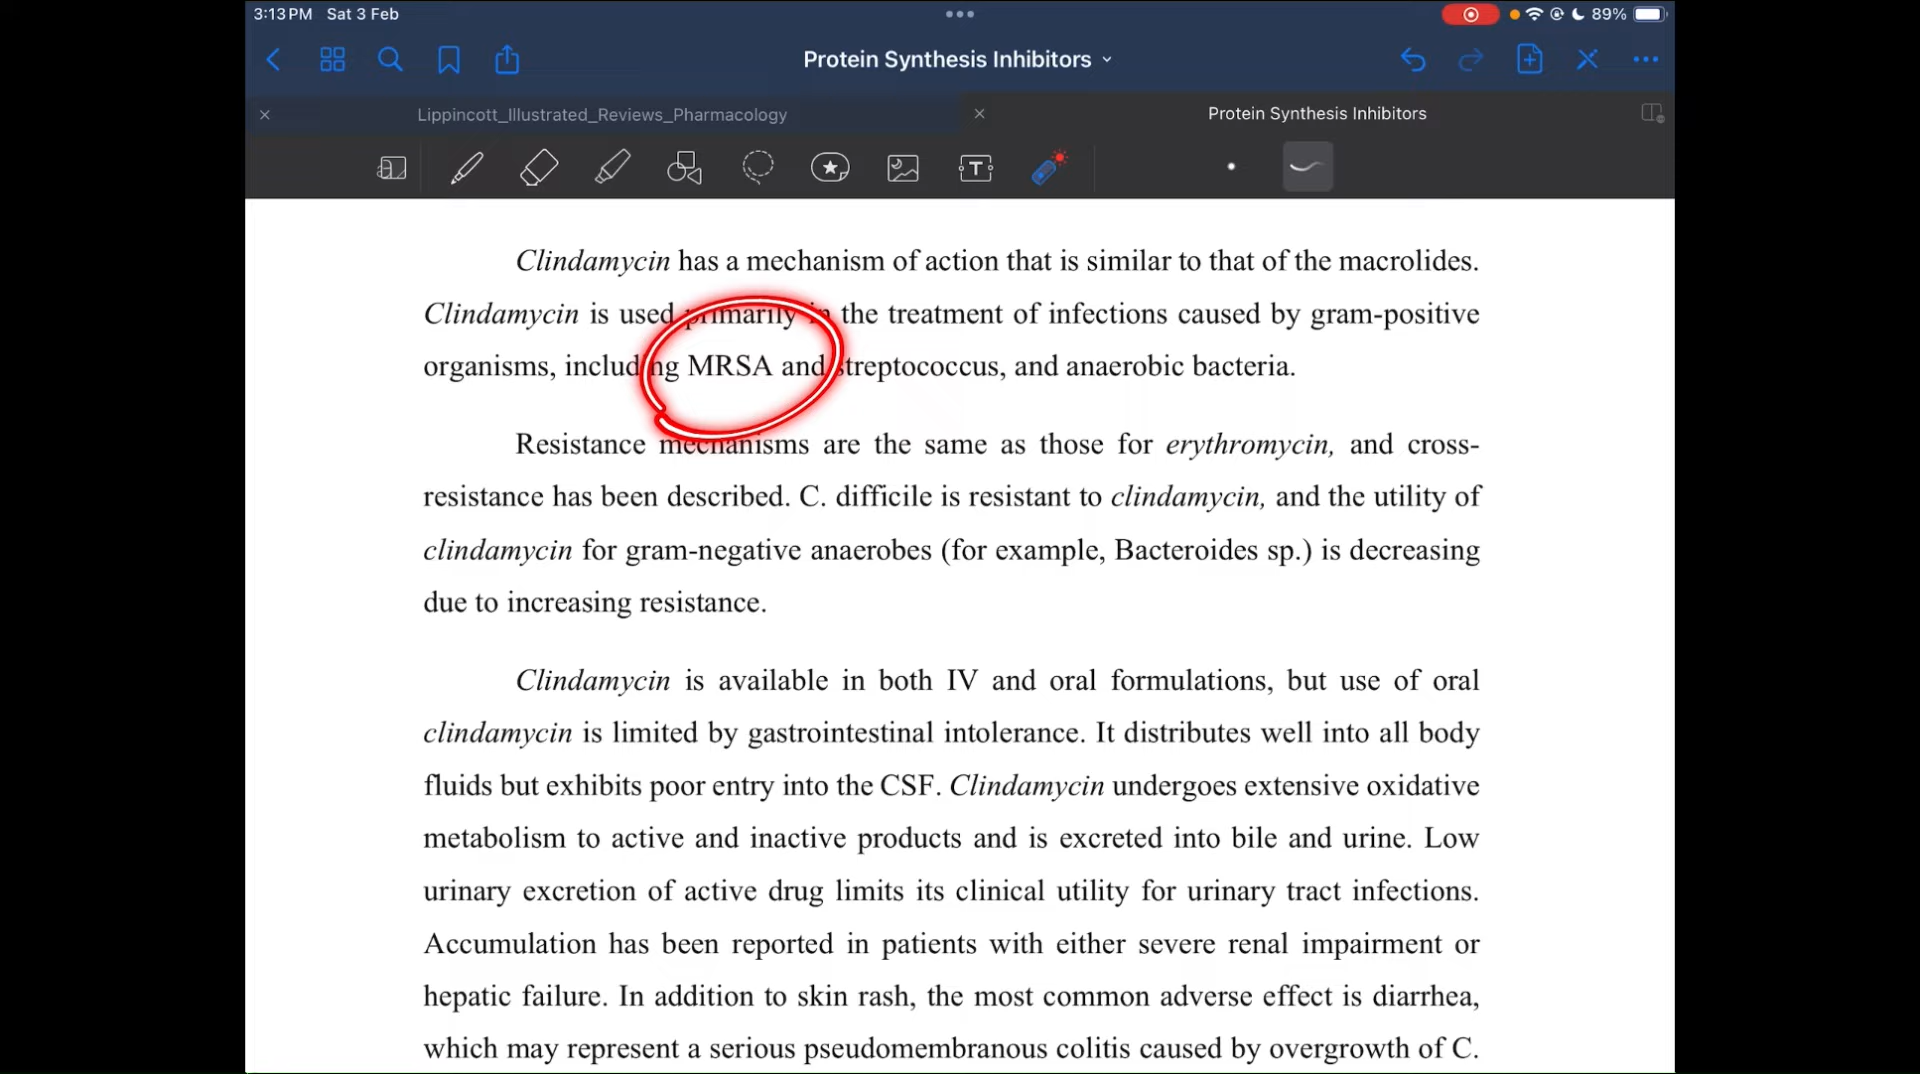 3:13 PM Sat 3 Feb
89%
Protein Synthesis Inhibitors
Lippincott_Illustrated_Reviews_Pharmacology
Protein Synthesis Inhibitors
Clindamycin has a mechanism of action that is similar to that of the macrolides.
Clindamycin is used primarily in the treatment of infections caused by gram-positive
organisms, including MRSA and streptococcus, and anaerobic bacteria.
Resistance mechanisms are the same as those for erythromycin, and cross-
resistance has been described. C. difficile is resistant to clindamycin, and the utility of
clindamycin for gram-negative anaerobes (for example, Bacteroides sp.) is decreasing
due to increasing resistance.
Clindamycin is available in both IV and oral formulations, but use of oral
clindamycin is limited by gastrointestinal intolerance. It distributes well into all body
fluids but exhibits poor entry into the CSF. Clindamycin undergoes extensive oxidative
metabolism to active and inactive products and is excreted into bile and urine. Low
urinary excretion of active drug limits its clinical utility for urinary tract infections.
Accumulation has been reported in patients with either severe renal impairment or
hepatic failure. In addition to skin rash, the most common adverse effect is diarrhea,
which may represent a serious pseudomembranous colitis caused by overgrowth of C.